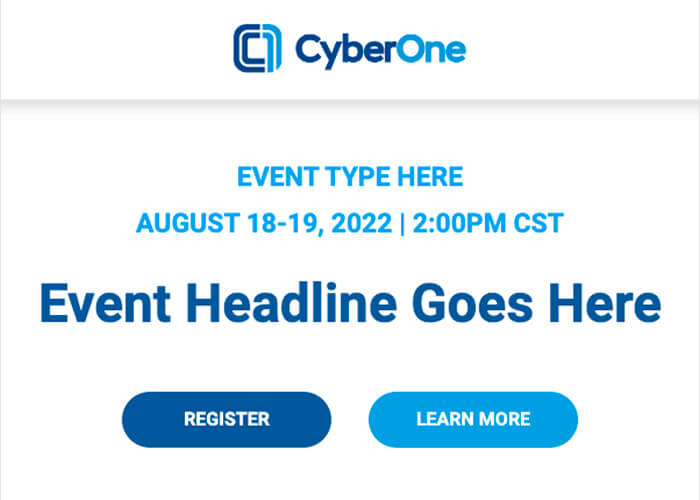 CyberOne
EVENT TYPE HERE
AUGUST 18-19, 2022 | 2:00PM CST
Event Headline Goes Here
REGISTER
LEARN MORE